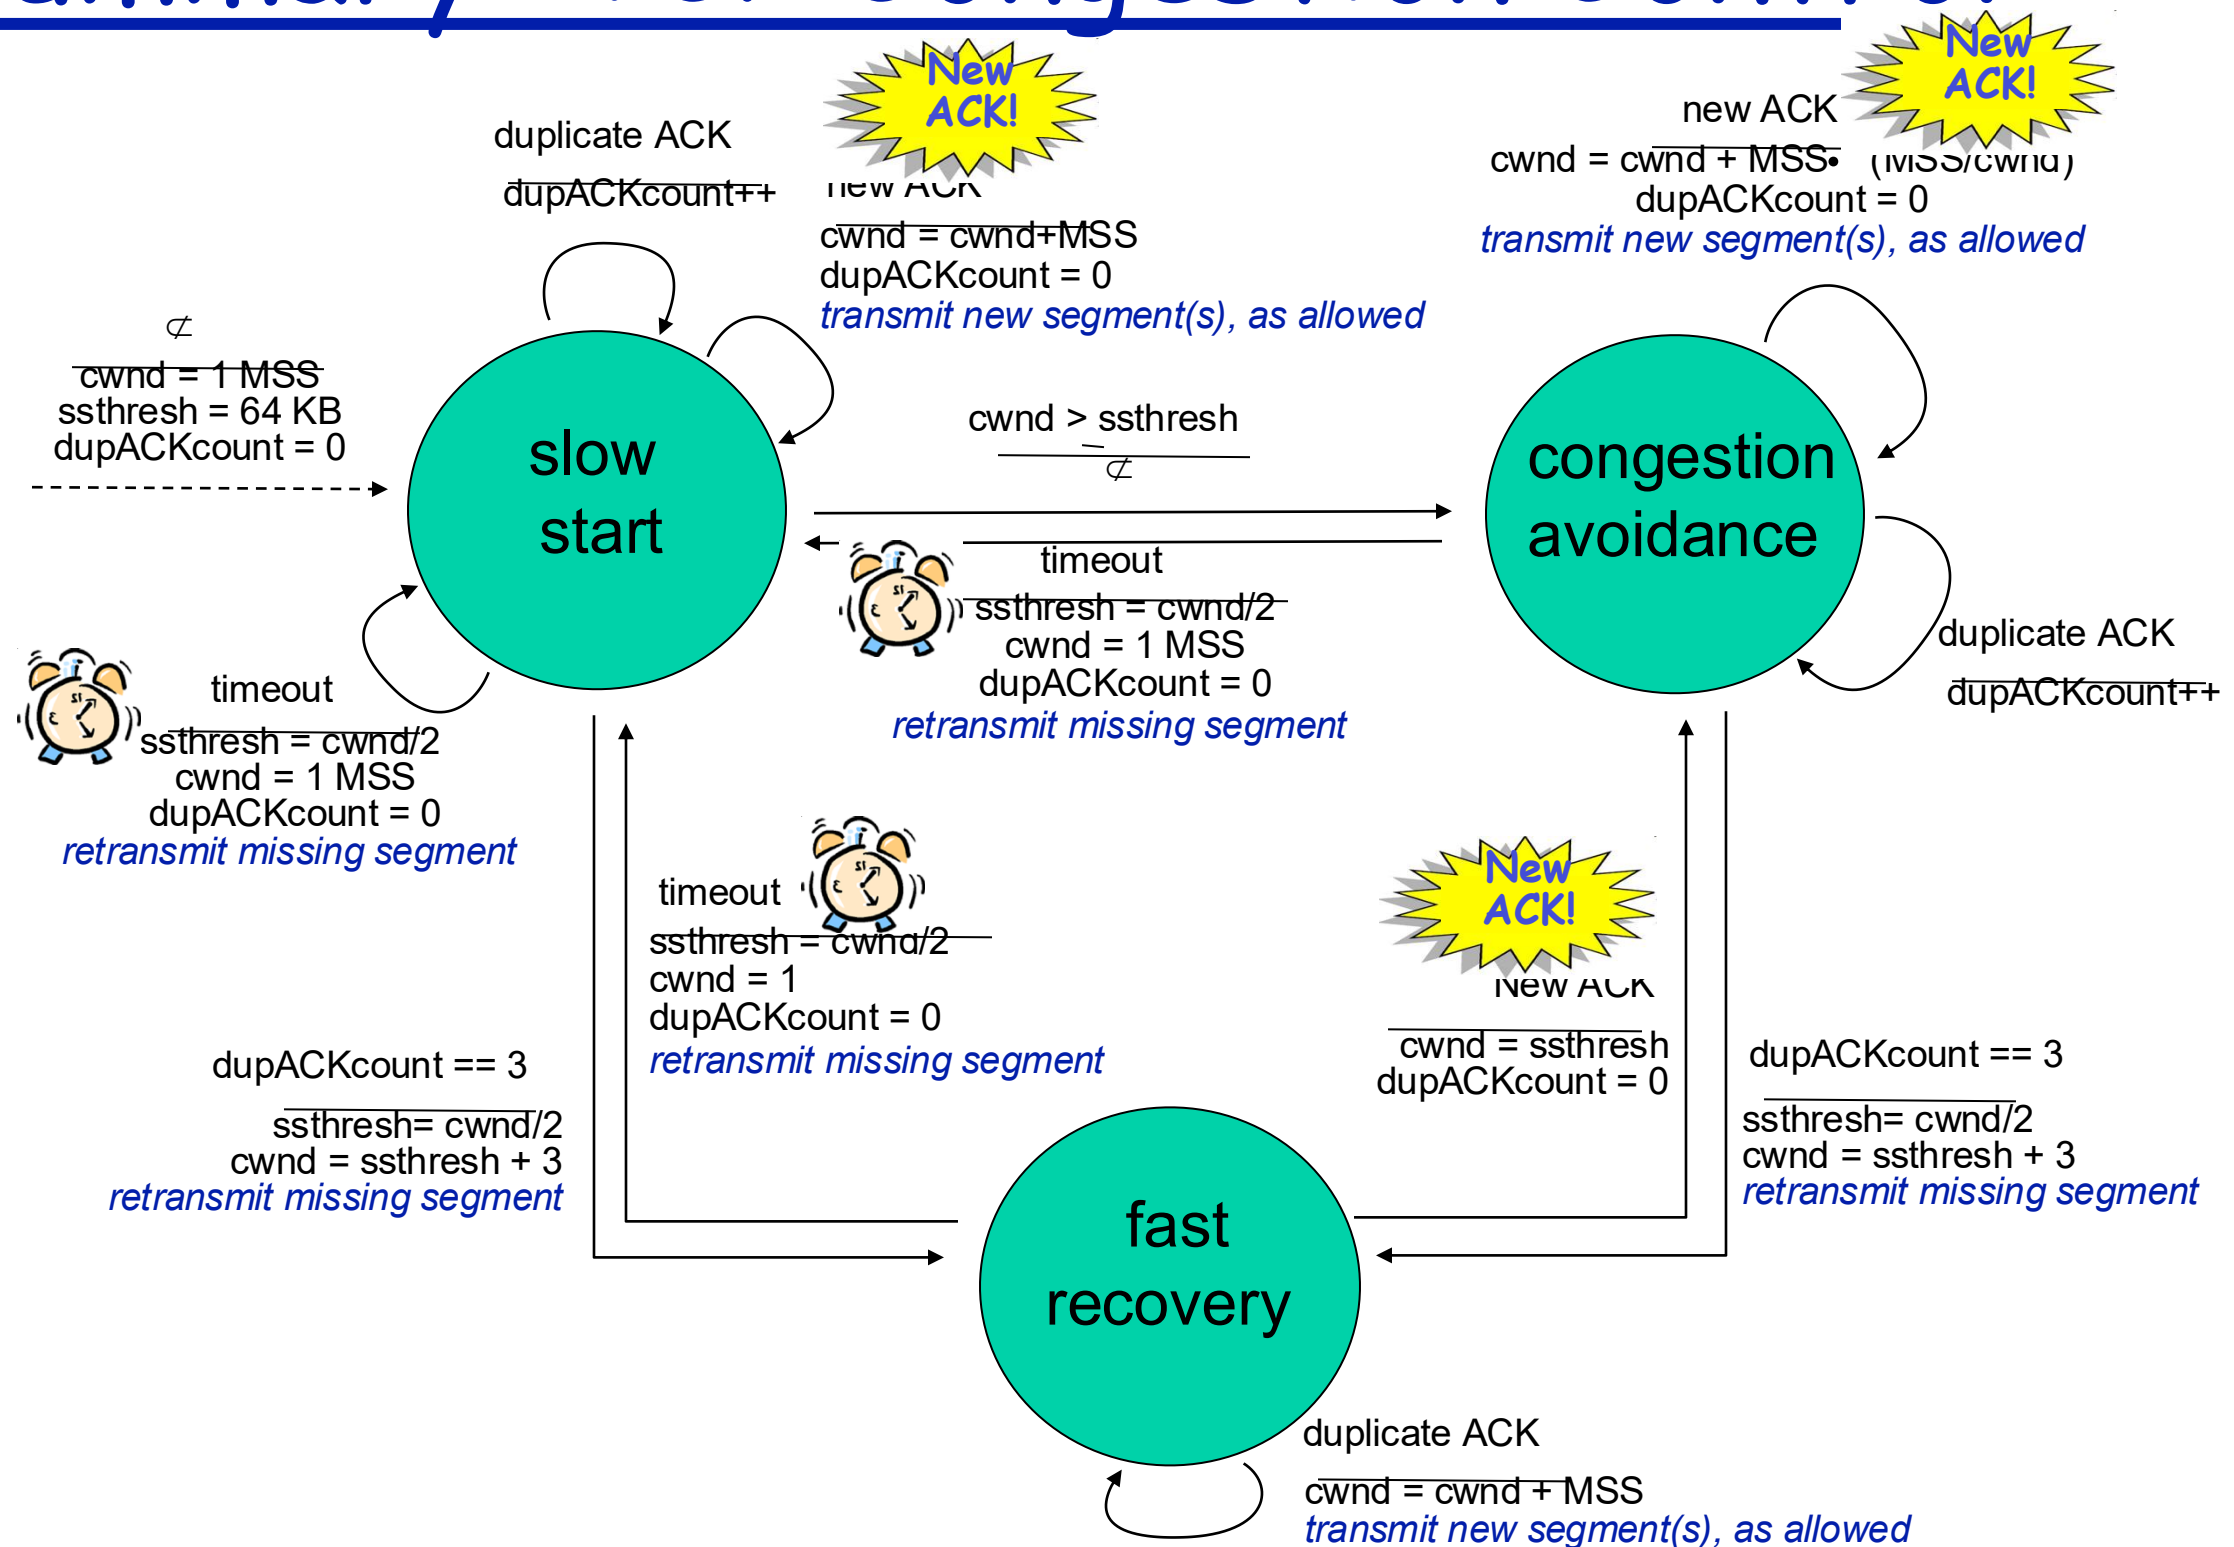 Congestion Control
New
ACK!
New
ACK!
duplicate ACK
dupACKcount++
new ACK
cwnd = cwnd+MSS
dupACKcount = 0
transmit new segment(s), as allowed
new ACK
cwnd = cwnd + MSS• (MSS/cwnd)
dupACKcount = 0
transmit new segment(s), as allowed
⊄
cwnd = 1 MSS
ssthresh = 64 KB
dupACKcount = 0
slow
start
cwnd > ssthresh
⊄
congestion
avoidance
timeout
ssthresh = cwnd/2
cwnd = 1 MSS
dupACKcount = 0
retransmit missing segment
duplicate ACK
dupACKcount++
timeout
ssthresh = cwnd/2
cwnd = 1 MSS
dupACKcount = 0
retransmit missing segment
timeout
ssthresh = cwnd/2
cwnd = 1
dupACKcount = 0
retransmit missing segment
New
ACK!
New ACK
cwnd = ssthresh
dupACKcount = 0
dupACKcount == 3
ssthresh= cwnd/2
cwnd = ssthresh + 3
retransmit missing segment
dupACKcount == 3
ssthresh= cwnd/2
cwnd = ssthresh + 3
retransmit missing segment
fast
recovery
duplicate ACK
cwnd = cwnd + MSS
transmit new segment(s), as allowed